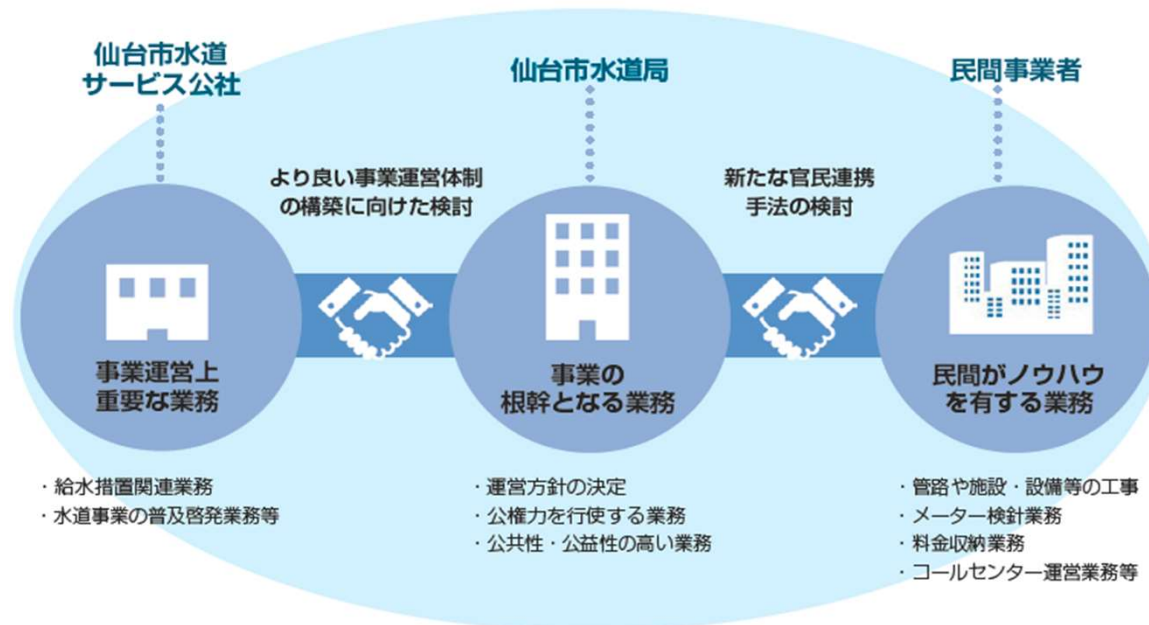 仙台市水道
サービス公社
仙台市水道局
民間事業者
より良い事業運営体制
の構築に向けた検討
新たな官民連携
手法の検討
事業運営上
重要な業務
事業の
根幹となる業務
民間がノウハウ
を有する業務
・給水措置関連業務
・水道事業の普及啓発業務等
・運営方針の決定
・公権力を行使する業務
・公共性・公益性の高い業務
・管路や施設・設備等の工事
・メーター検針業務
・料金収納業務
・コールセンター運営業務等